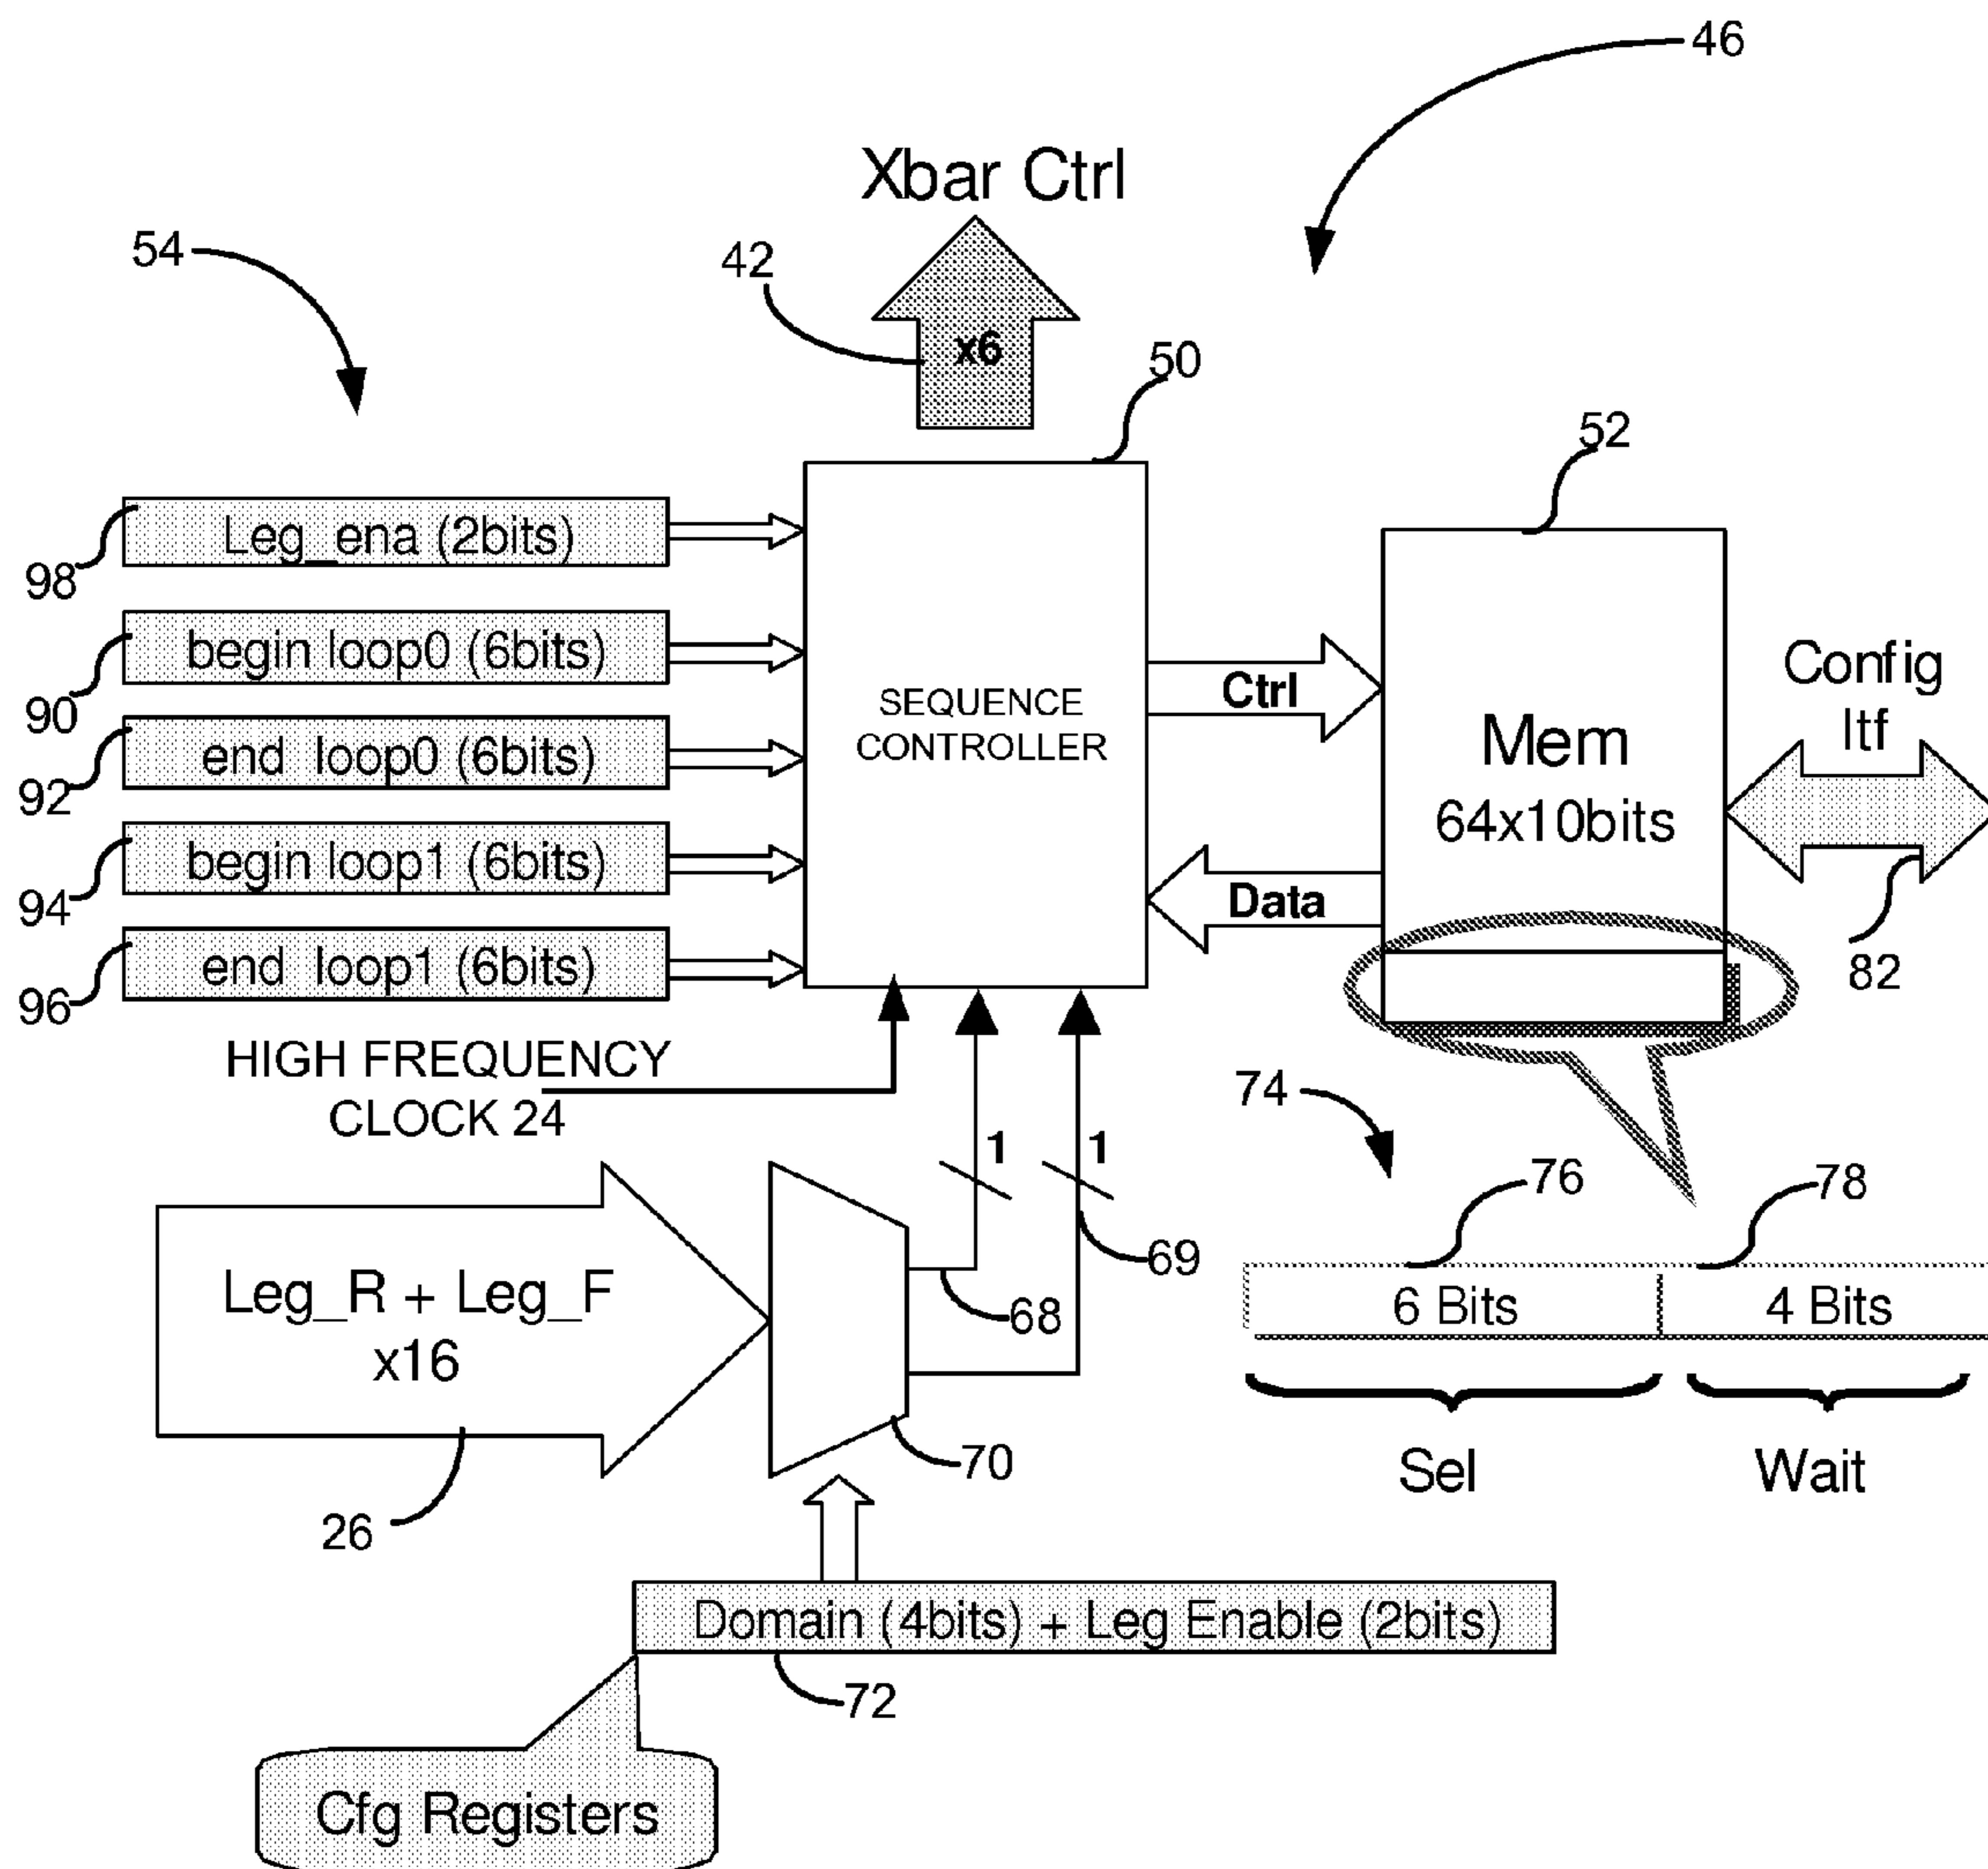 46
Xbar Ctrl
54
42
x6
50
52
Leg_ena (2bits)
98
begin loop0 (6bits)
90
end loop0 (6bits)
92
begin loop1 (6bits)
94
end loop1 (6bits)
96
SEQUENCE
CONTROLLER
Ctrl
Data
Mem
64x10bits
Config
Itf
82
HIGH FREQUENCY
CLOCK 24
1
1
74
76
78
69
68
Leg_R + Leg_F
x16
6 Bits
4 Bits
70
Sel
Wait
26
Domain (4bits) + Leg Enable (2bits)
72
Cfg Registers